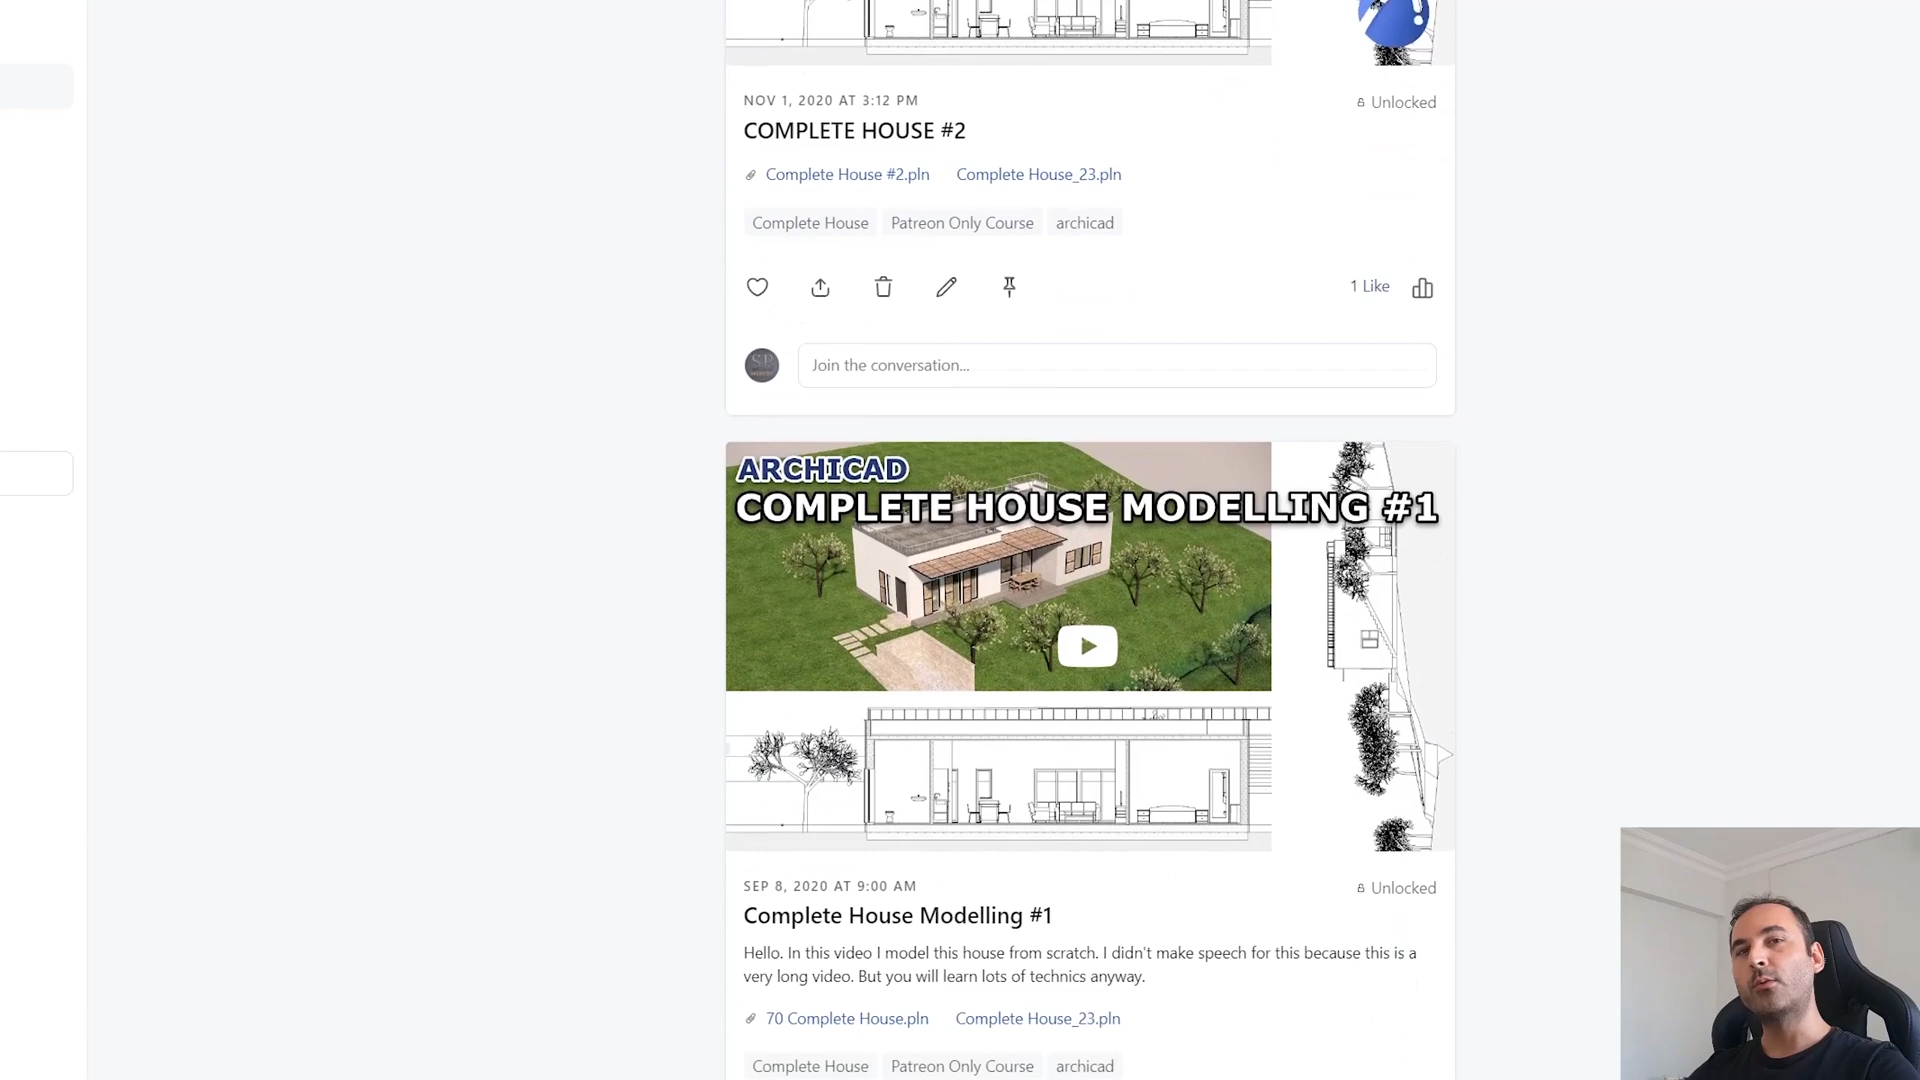 NOV 1, 2020 AT 3:12 PM
Unlocked
COMPLETE HOUSE #2
Complete House #2.pln Complete House_23.pln
Complete House Patreon Only Course archicad
1 Like
Join the conversation...
ARCHICAD
COMPLETE HOUSE MODELLING #1
SEP 8, 2020 AT 9:00 AM
Unlocked
Complete House Modelling #1
Hello. In this video I model this house from scratch. I didn't make speech for this because this is a
very long video. But you will learn lots of technics anyway.
70 Complete House.pln Complete House_23.pln
Complete House Patreon Only Course archicad